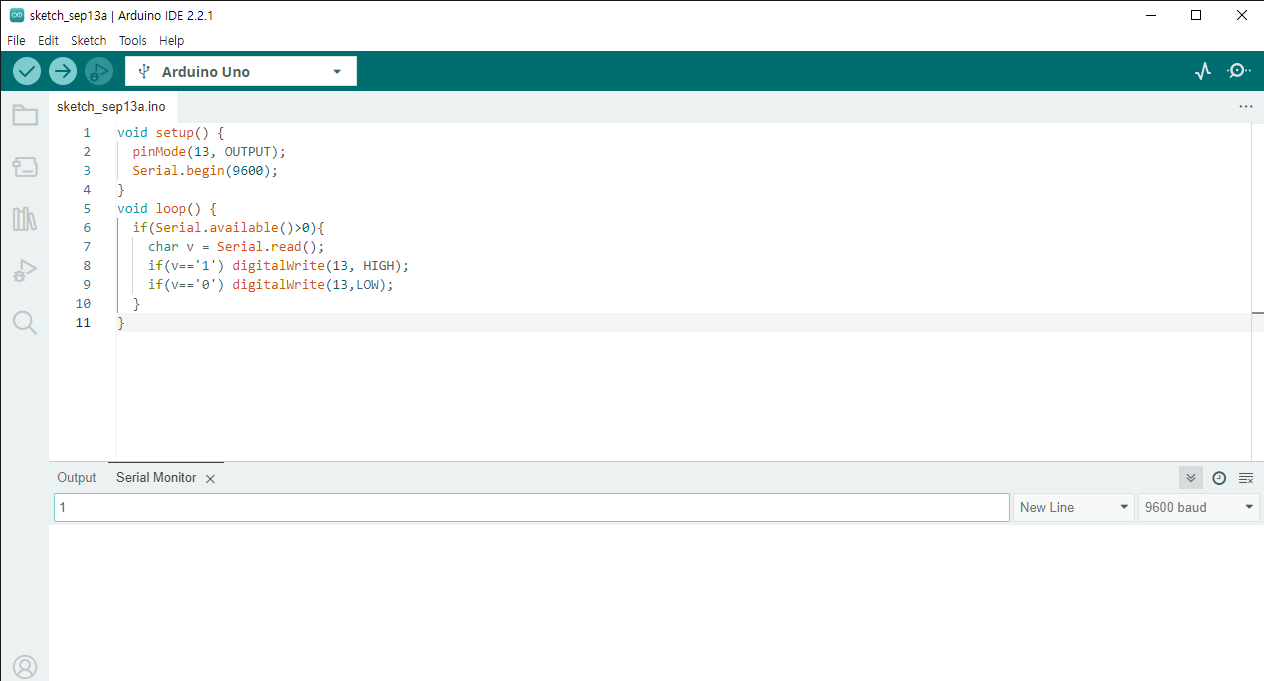 sketch_sep13a | Arduino IDE 2.2.1
File Edit Sketch Tools Help
Arduino Uno
sketch_sep13a.ino
1 void setup() {
2 pinMode(13, OUTPUT);
3 Serial.begin(9600);
4 }
5 void loop() {
6 if(Serial.available()>0){
7 char v = Serial.read();
8 if(v=='1') digitalWrite(13, HIGH);
9 if(v=='0') digitalWrite(13,LOW);
10 }
11 }
Output Serial Monitor
1 New Line 9600 baud